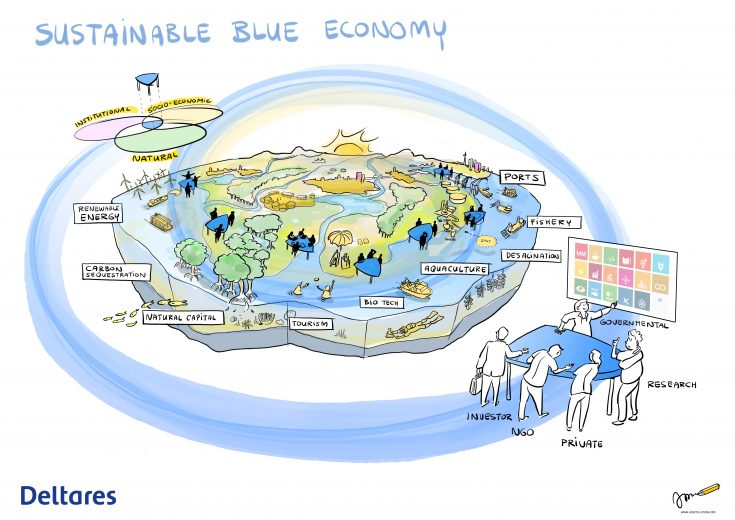 SUSTAINABLE BLUE ECONOMY
INSTITUTIONAL
SOCIO-ECONOMIC
NATURAL
PORTS
RENEWABLE
ENERGY
FISHERY
DESALINATION
CARBON
SEQUESTRATION
AQUACULTURE
BIO TECH
NATURAL CAPITAL
TOURISM
GOVERNMENTAL
RESEARCH
INVESTOR
NGO
PRIVATE
Deltares